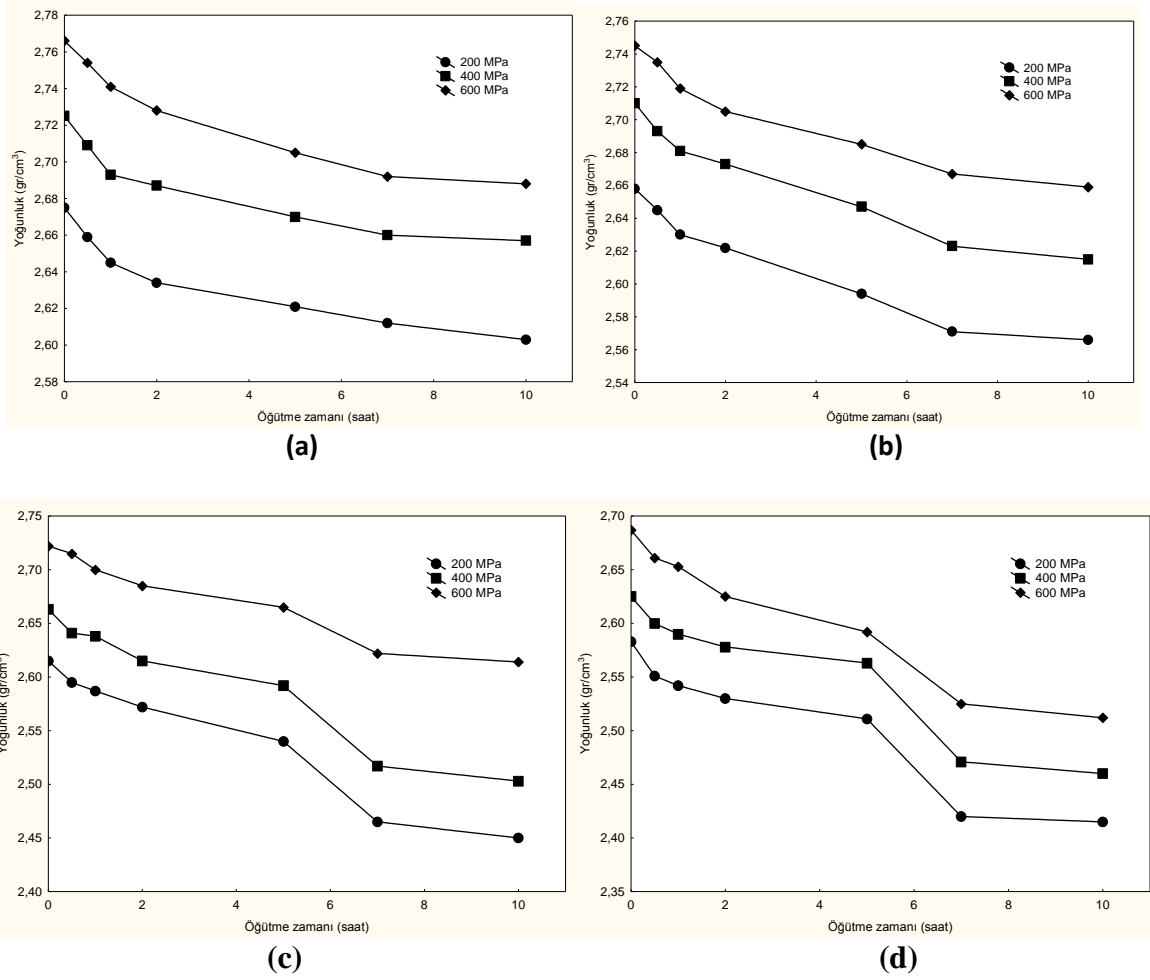 2,78
2,76
2,74
2,72
2,70
2,68
2,66
2,64
2,62
2,60
2,58
Yoğunluk (gr/cm³)
200 MPa
400 MPa
600 MPa
0 2 4 6 8 10
Öğütme zamanı (saat)
(a)
2,76
2,74
2,72
2,70
2,68
2,66
2,64
2,62
2,60
2,58
2,56
2,54
Yoğunluk (gr/cm³)
200 MPa
400 MPa
600 MPa
0 2 4 6 8 10
Öğütme zamanı (saat)
(b)
2,75
2,70
2,65
2,60
2,55
2,50
2,45
2,40
Yoğunluk (gr/cm³)
200 MPa
400 MPa
600 MPa
0 2 4 6 8 10
Öğütme zamanı (saat)
(c)
2,70
2,65
2,60
2,55
2,50
2,45
2,40
2,35
Yoğunluk (gr/cm³)
200 MPa
400 MPa
600 MPa
0 2 4 6 8 10
Öğütme zamanı (saat)
(d)